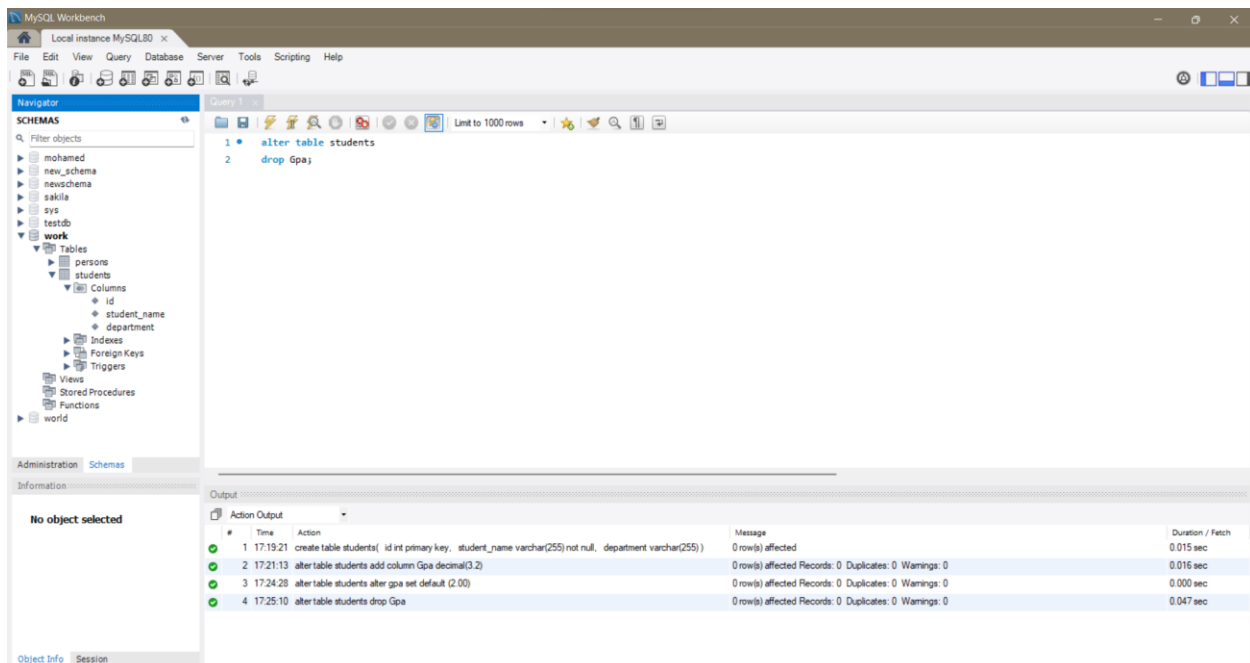 MySQL Workbench
Local instance MySQL80 ×
File Edit View Query Database Server Tools Scripting Help
Navigator
SCHEMAS
Filter objects
mohamed
new_schema
newschema
sakila
sys
testdb
work
Tables
persons
students
Columns
id
student_name
department
Indexes
Foreign Keys
Triggers
Views
Stored Procedures
Functions
world
Administration Schemas
Information
No object selected
Object Info Session
Query 1 ×
Limit to 1000 rows
1 alter table students
2 drop Gpa;
Output
Action Output
# Time Action Message Duration / Fetch
1 17:19:21 create table students( id int primary key, student_name varchar(255) not null, department varchar(255) ) 0 row(s) affected 0.015 sec
2 17:21:13 alter table students add column Gpa decimal(3.2) 0 row(s) affected Records: 0 Duplicates: 0 Warnings: 0 0.016 sec
3 17:24:28 alter table students alter gpa set default (2.00) 0 row(s) affected Records: 0 Duplicates: 0 Warnings: 0 0.000 sec
4 17:25:10 alter table students drop Gpa 0 row(s) affected Records: 0 Duplicates: 0 Warnings: 0 0.047 sec